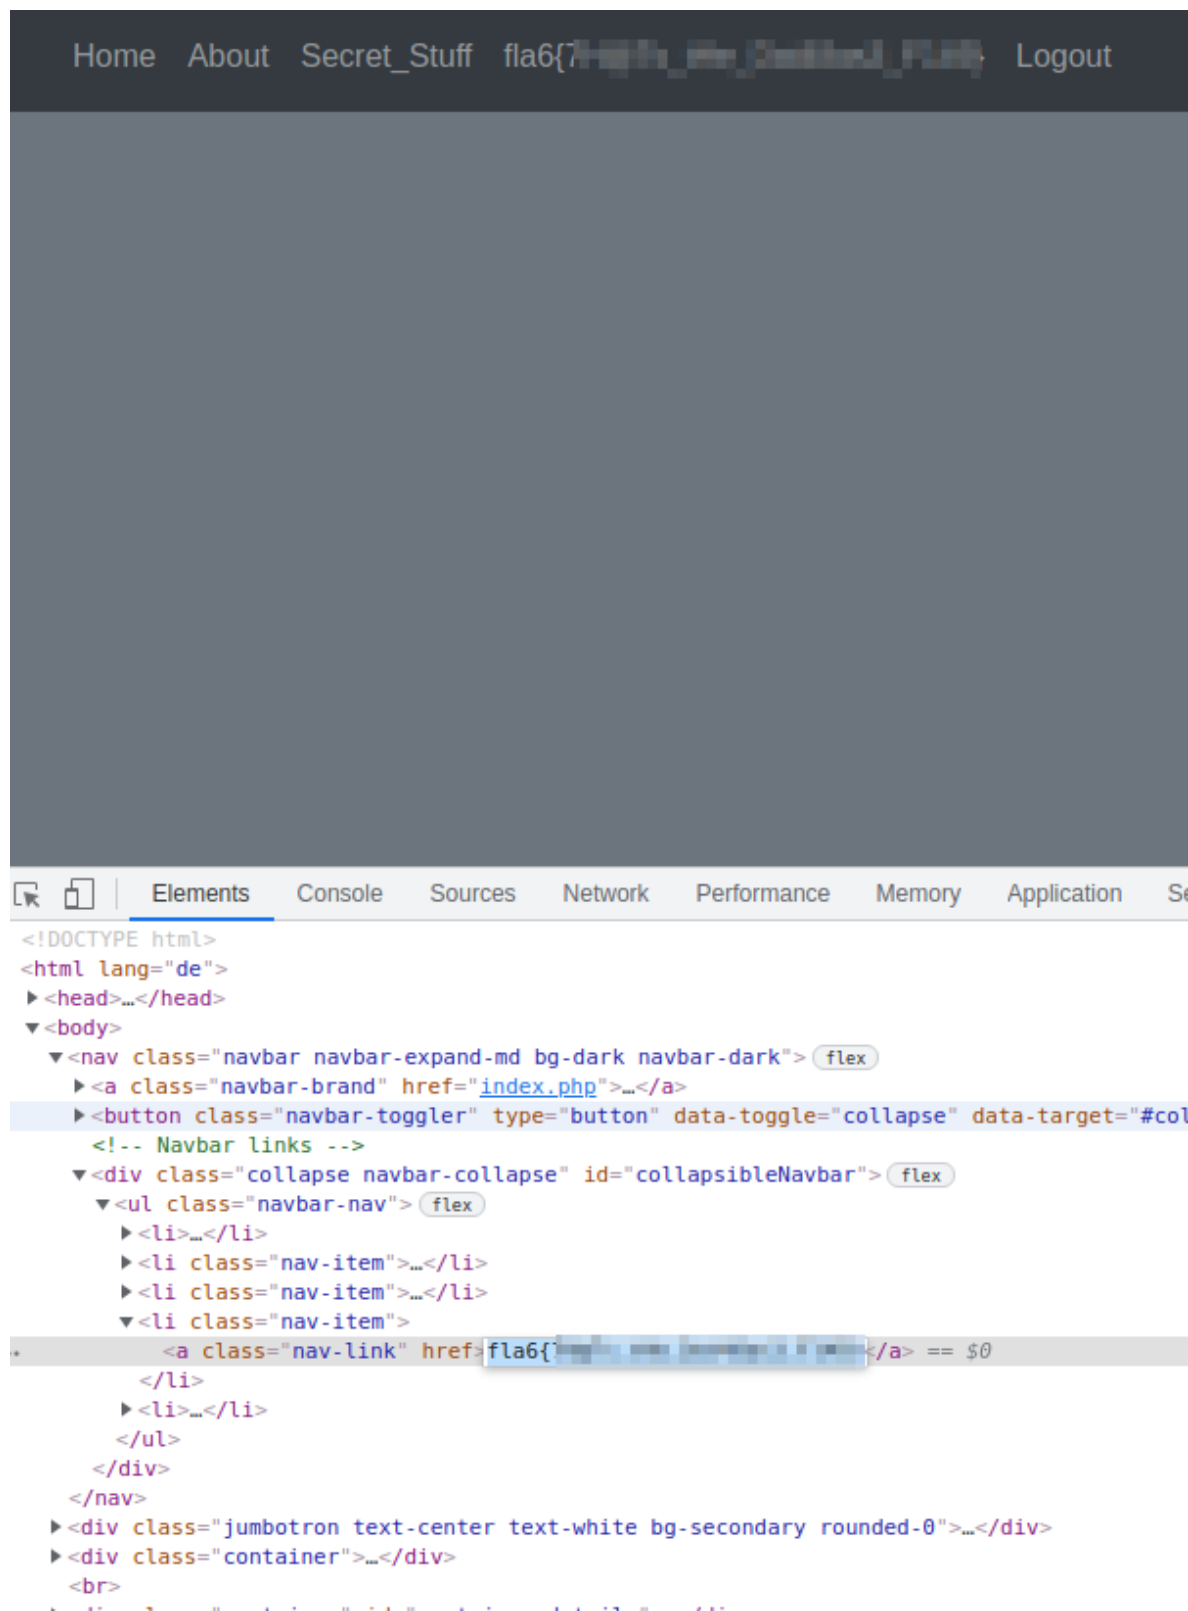 Home About Secret_Stuff fla6{7 Logout
Elements Console Sources Network Performance Memory Application Se
<!DOCTYPE html>
<html lang="de">
<head>…</head>
<body>
<nav class="navbar navbar-expand-md bg-dark navbar-dark"> flex
<a class="navbar-brand" href="index.php">…</a>
<button class="navbar-toggler" type="button" data-toggle="collapse" data-target="#col
<!-- Navbar links -->
<div class="collapse navbar-collapse" id="collapsibleNavbar"> flex
<ul class="navbar-nav"> flex
<li>…</li>
<li class="nav-item">…</li>
<li class="nav-item">…</li>
<li class="nav-item">
<a class="nav-link" href>fla6{ </a> == $0
</li>
<li>…</li>
</ul>
</div>
</nav>
<div class="jumbotron text-center text-white bg-secondary rounded-0">…</div>
<div class="container">…</div>
<br>